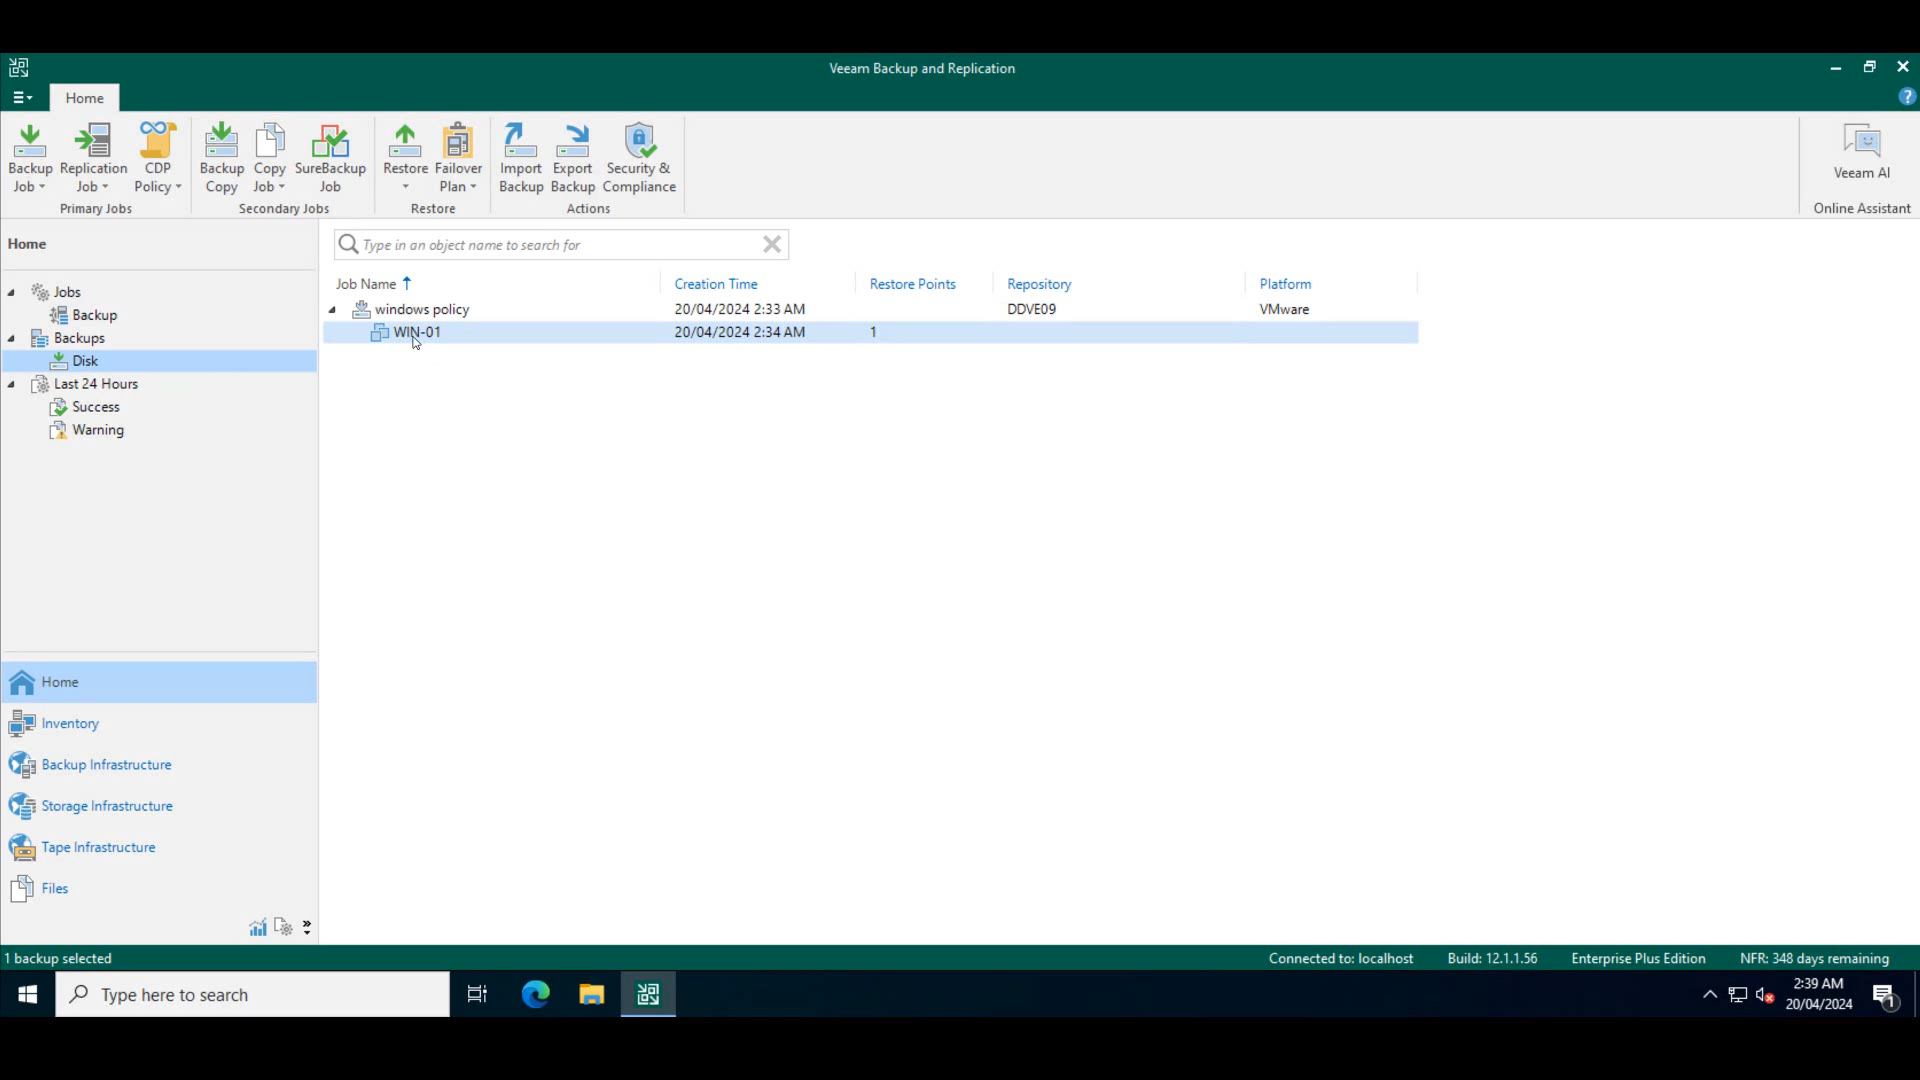 Veeam Backup and Replication
Home
Backup Job
Replication Job
CDP Policy
Backup Copy
Copy Job
SureBackup Job
Restore
Failover Plan
Import Backup
Export Backup
Security & Compliance
Veeam AI
Primary Jobs
Secondary Jobs
Restore
Actions
Online Assistant
Home
Jobs
Backup
Backups
Disk
Last 24 Hours
Success
Warning
Home
Inventory
Backup Infrastructure
Storage Infrastructure
Tape Infrastructure
Files
Type in an object name to search for
Job Name Creation Time Restore Points Repository Platform
windows policy 20/04/2024 2:33 AM DDVE09 VMware
WIN-01 20/04/2024 2:34 AM 1
1 backup selected
Connected to: localhost Build: 12.1.1.56 Enterprise Plus Edition NFR: 348 days remaining
Type here to search
2:39 AM
20/04/2024
1